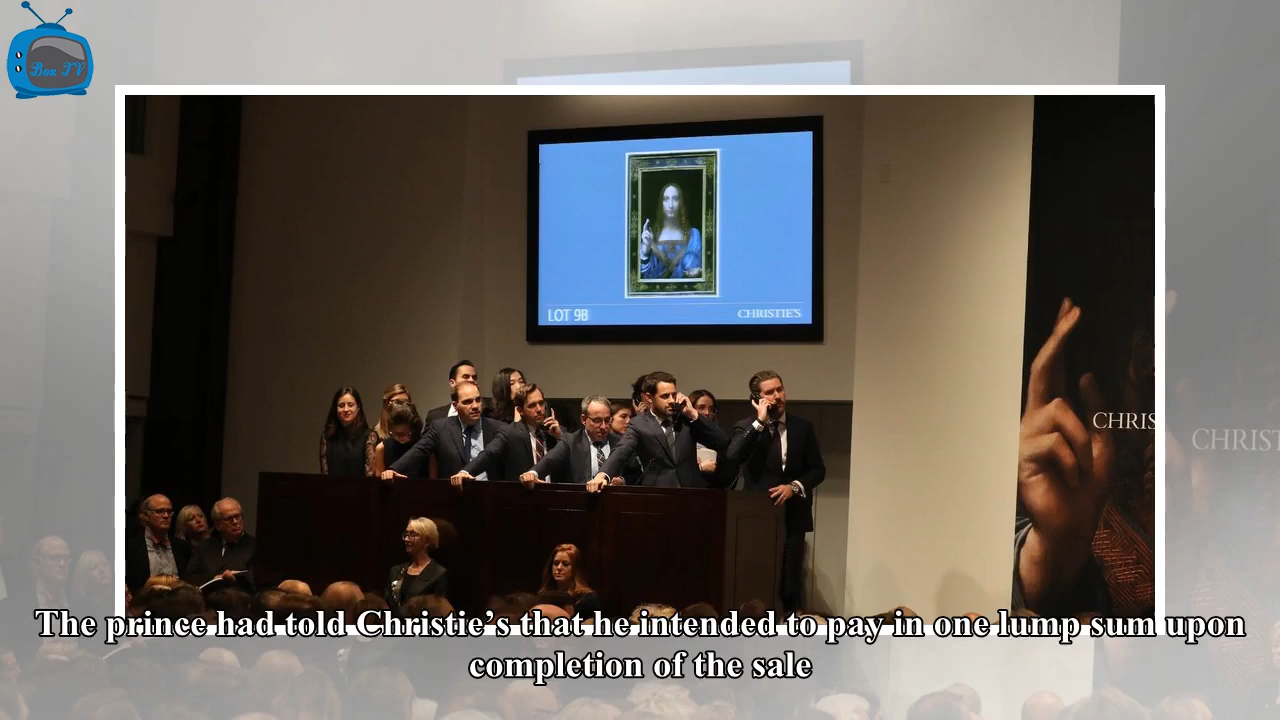 Box TV
LOT 9B
CHRISTIE'S
CHRIS
CHRIST
The prince had told Christie’s that he intended to pay in one lump sum upon
completion of the sale